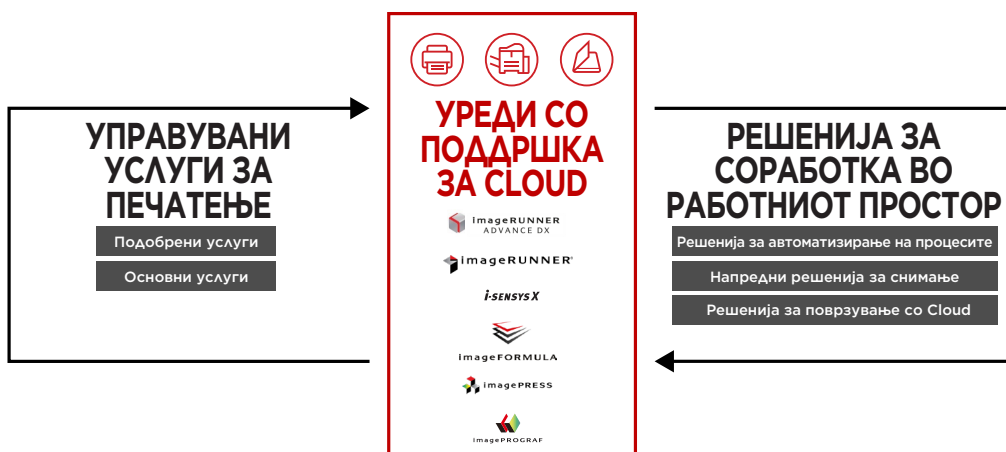 УПРАВУВАНИ
УСЛУГИ ЗА
ПЕЧАТЕЊЕ
Подобрени услуги
Основни услуги
УРЕДИ СО
ПОДДРШКА
ЗА CLOUD
imageRUNNER
ADVANCE DX
imageRUNNER
i-SENSYS X
imageFORMULA
imagePRESS
imagePROGRAF
РЕШЕНИЈА ЗА
СОРАБОТКА ВО
РАБОТНИОТ ПРОСТОР
Решенија за автоматизирање на процесите
Напредни решенија за снимање
Решенија за поврзување со Cloud